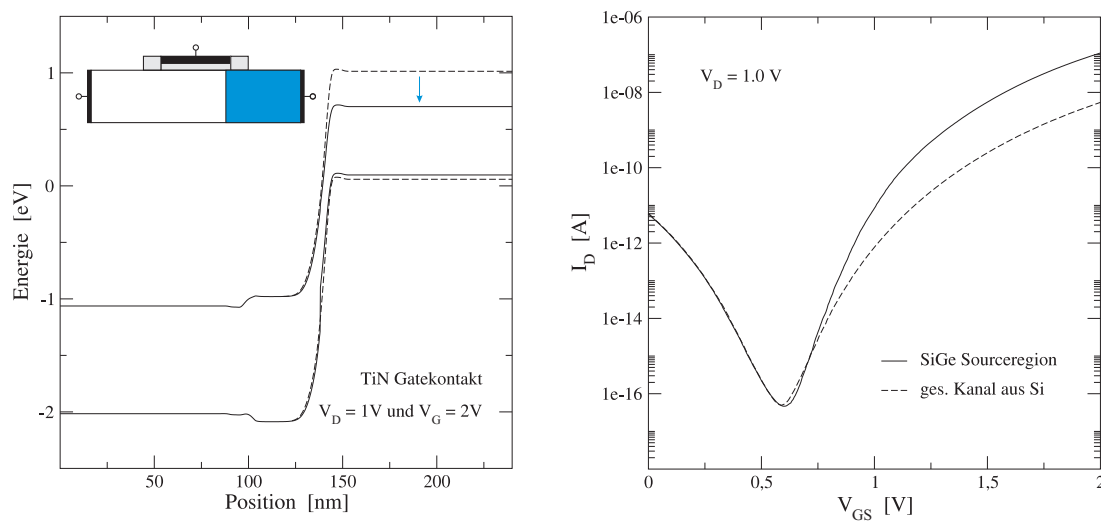 1
0
-1
-2
Energie [eV]
50
100
150
200
Position [nm]
TiN Gatekontakt
V_D = 1V und V_G = 2V
1e-06
1e-08
1e-10
1e-12
1e-14
1e-16
I_D [A]
V_D = 1.0 V
SiGe Sourceregion
ges. Kanal aus Si
0
0,5
1
1,5
2
V_GS [V]